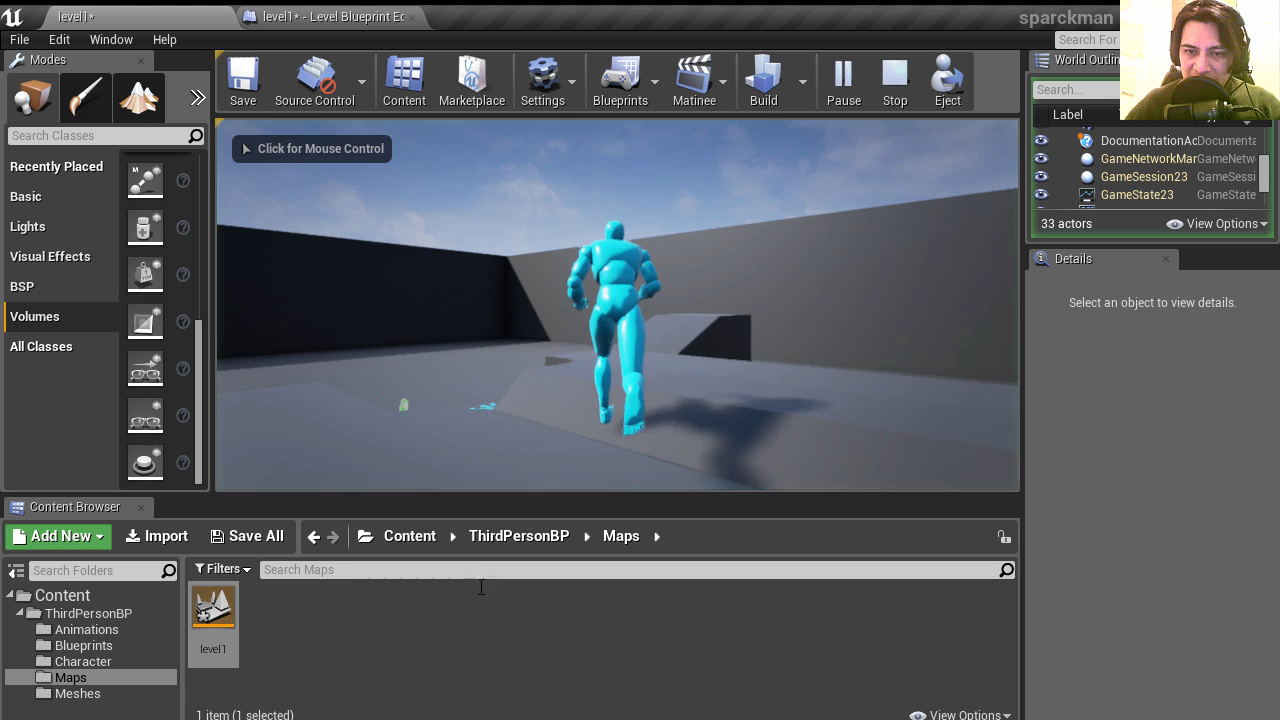 level1*
level1* - Level Blueprint Ec
sparckman
File
Edit
Window
Help
Search For
Modes
World Outlin
Save
Source Control
Content
Marketplace
Settings
Blueprints
Matinee
Build
Pause
Stop
Eject
Search...
Label
Search Classes
Click for Mouse Control
DocumentationAc Documenta
GameNetworkMar GameNetw
GameSession23 GameSessi
GameState23 GameState
33 actors
View Options
Recently Placed
Basic
Lights
Visual Effects
BSP
Volumes
All Classes
M
Details
Select an object to view details.
Content Browser
Add New
Import
Save All
Content
ThirdPersonBP
Maps
Search Folders
Filters
Search Maps
Content
ThirdPersonBP
Animations
Blueprints
Character
Maps
Meshes
level1
1 item (1 selected)
View Options